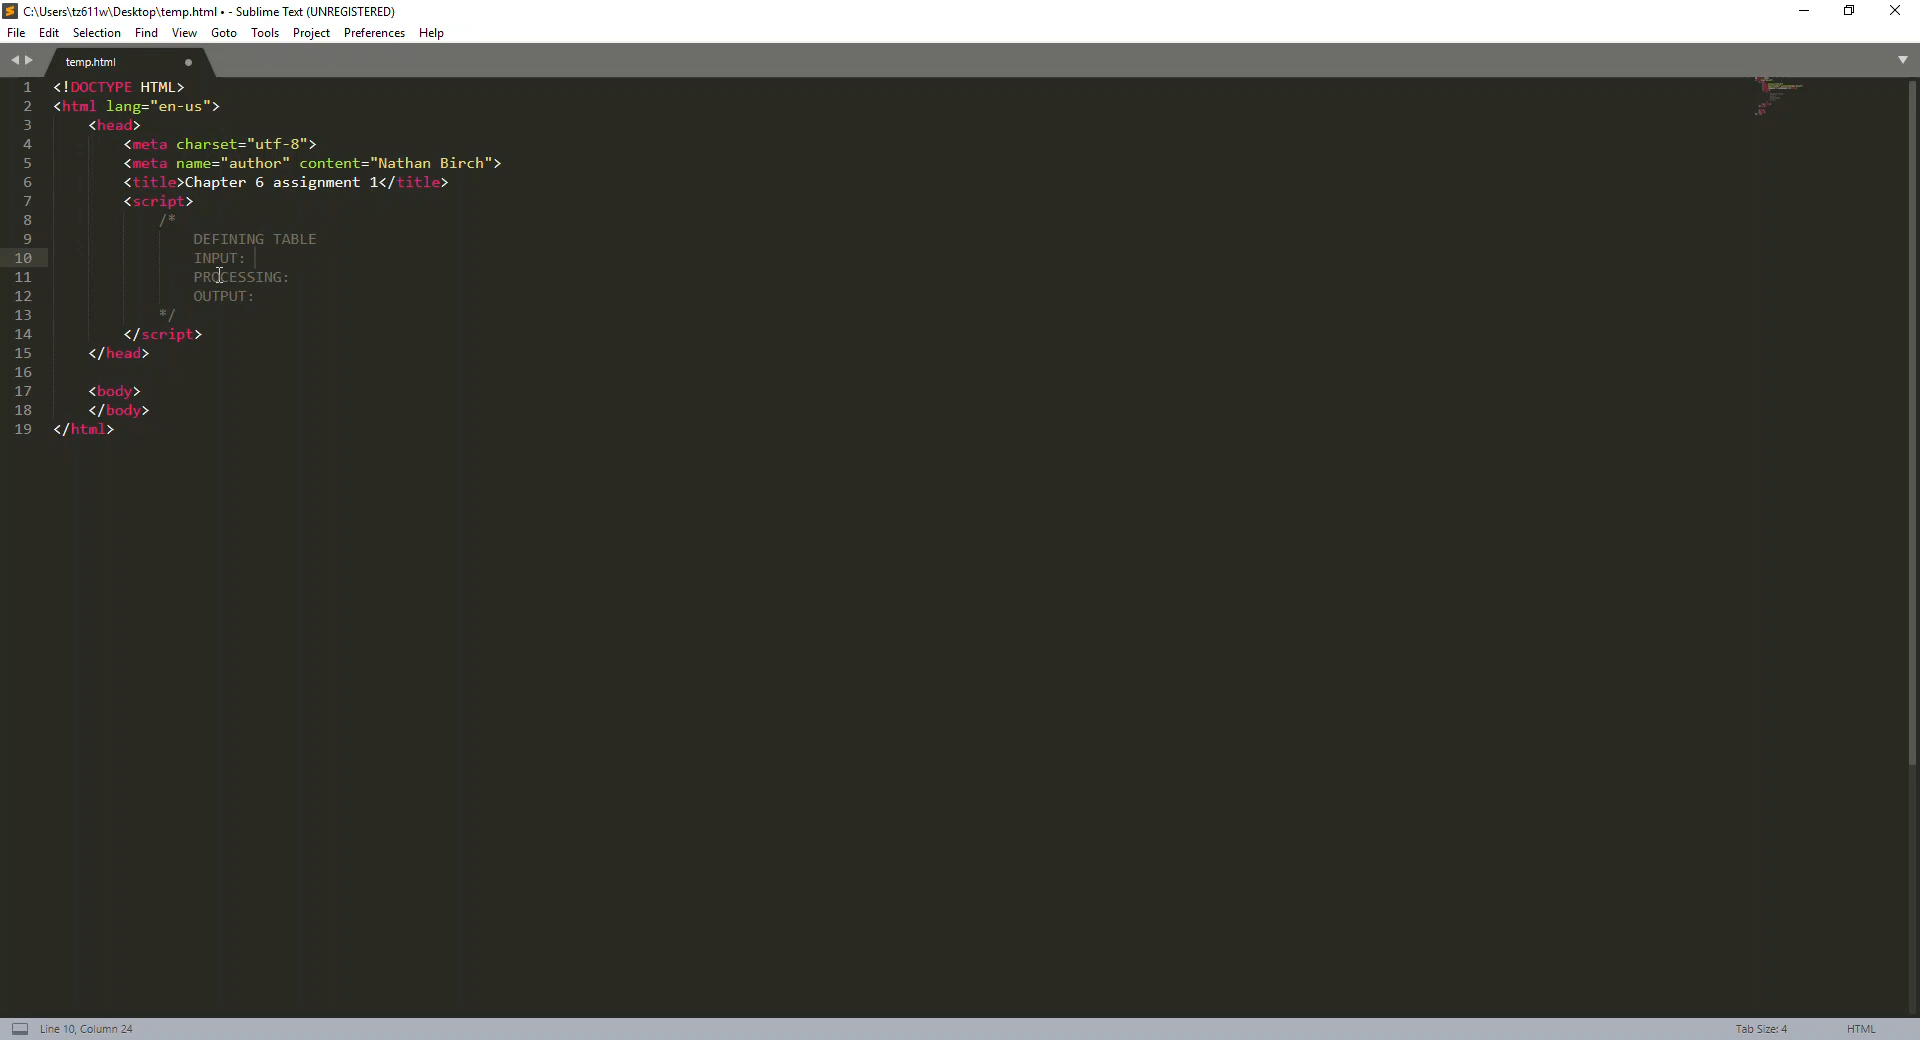 C:\Users\tz611w\Desktop\temp.html • - Sublime Text (UNREGISTERED)
File Edit Selection Find View Goto Tools Project Preferences Help
temp.html
1 <!DOCTYPE HTML>
2 <html lang="en-us">
3 <head>
4 <meta charset="utf-8">
5 <meta name="author" content="Nathan Birch">
6 <title>Chapter 6 assignment 1</title>
7 <script>
8 /*
9 DEFINING TABLE
10 INPUT:
11 PROCESSING:
12 OUTPUT:
13 */
14 </script>
15 </head>
16
17 <body>
18 </body>
19 </html>
Line 10, Column 24 Tab Size: 4 HTML